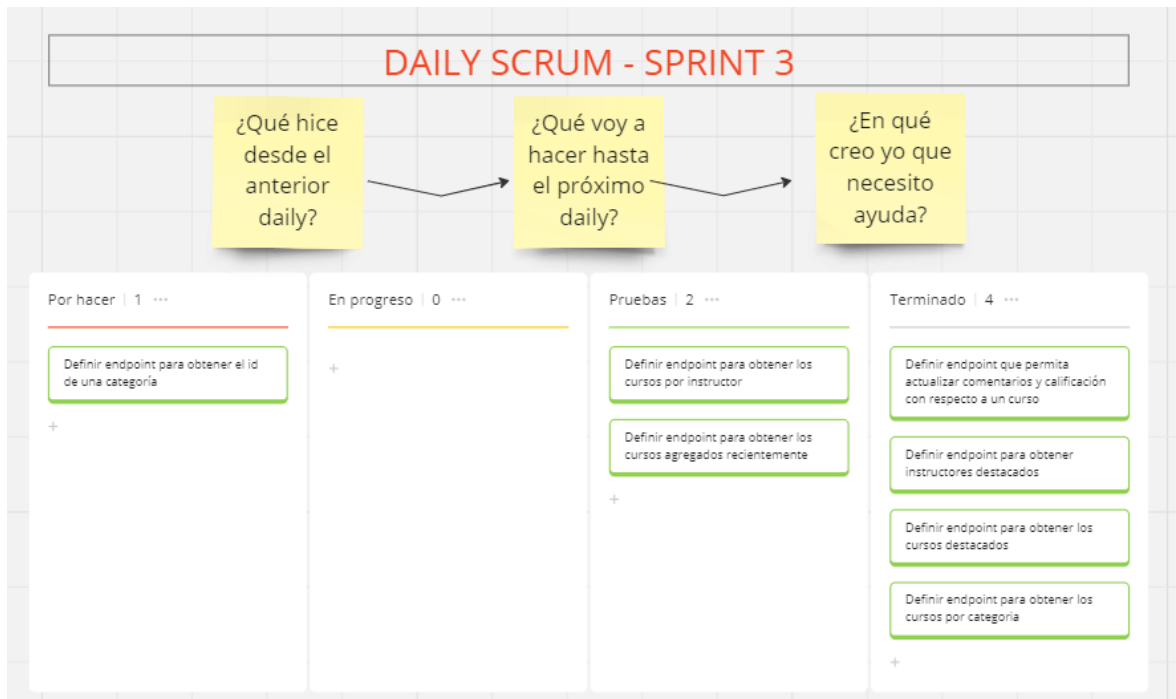 DAILY SCRUM - SPRINT 3
¿Qué hice
desde el
anterior
daily?
¿Qué voy a
hacer hasta
el próximo
daily?
¿En qué
creo yo que
necesito
ayuda?
Por hacer | 1 ···
Definir endpoint para obtener el id
de una categoría
+
En progreso | 0 ···
+
Pruebas | 2 ···
Definir endpoint para obtener los
cursos por instructor
Definir endpoint para obtener los
cursos agregados recientemente
+
Terminado | 4 ···
Definir endpoint que permita
actualizar comentarios y calificación
con respecto a un curso
Definir endpoint para obtener
instructores destacados
Definir endpoint para obtener los
cursos destacados
Definir endpoint para obtener los
cursos por categoria
+